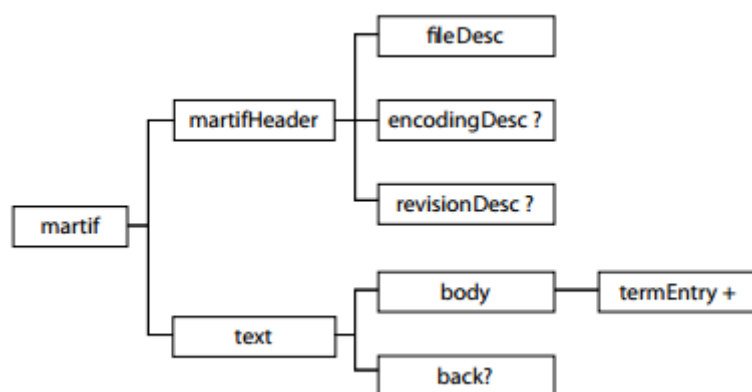 fileDesc
martifHeader
encodingDesc ?
revisionDesc ?
martif
body
termEntry +
text
back?